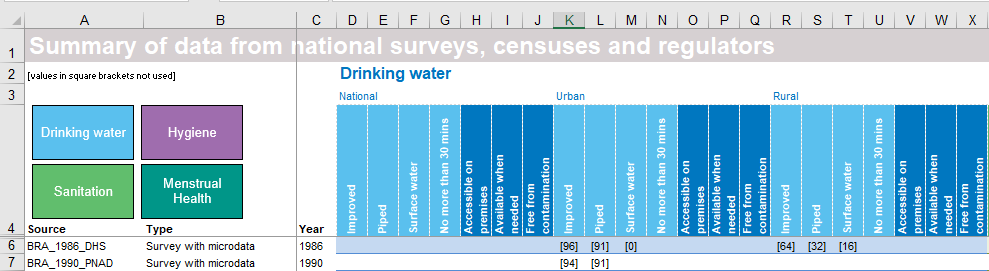 A B C D E F G H I J K L M N O P Q R S T U V W X
1 Summary of data from national surveys, censuses and regulators
2 [values in square brackets not used] Drinking water
3 National Urban Rural
Drinking water Hygiene
Sanitation Menstrual
Health
Improved
Piped
Surface water
No more than 30 mins
Accessible on
premises
Available when
needed
Free from
contamination
Improved
Piped
Surface water
No more than 30 mins
Accessible on
premises
Available when
needed
Free from
contamination
Improved
Piped
Surface water
No more than 30 mins
Accessible on
premises
Available when
needed
Free from
contamination
4 Source Type Year
6 BRA_1986_DHS Survey with microdata 1986 [96] [91] [0] [64] [32] [16]
7 BRA_1990_PNAD Survey with microdata 1990 [94] [91]